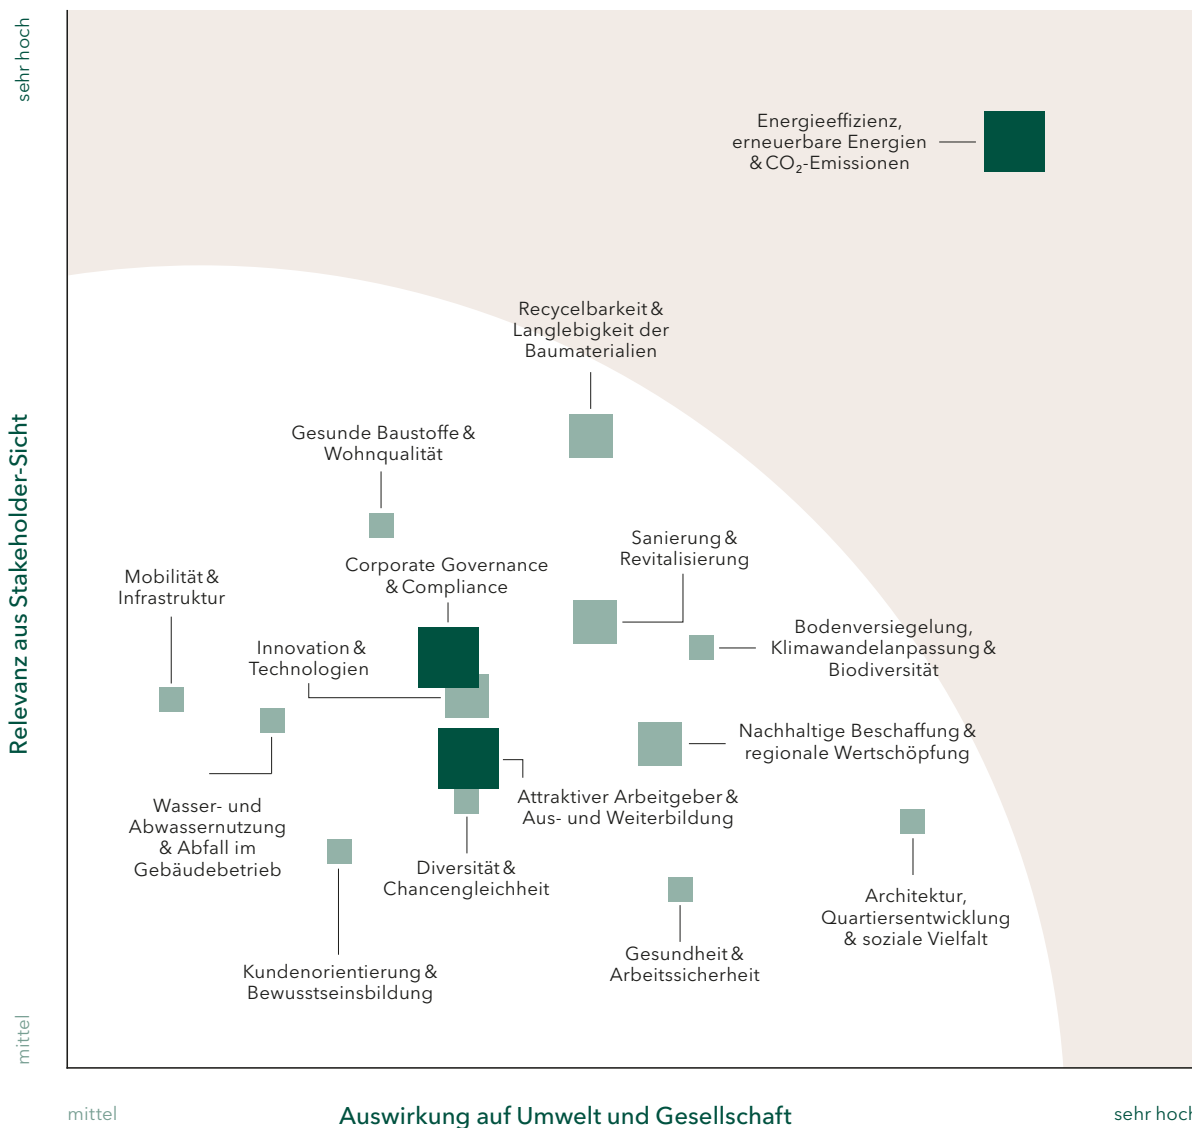 sehr hoch
Energieeffizienz,
erneuerbare Energien
& CO₂-Emissionen
Recycelbarkeit &
Langlebigkeit der
Baumaterialien
Gesunde Baustoffe &
Wohnqualität
Relevanz aus Stakeholder-Sicht
Sanierung &
Revitalisierung
Corporate Governance
& Compliance
Mobilität &
Infrastruktur
Bodenversiegelung,
Klimawandelanpassung &
Biodiversität
Innovation &
Technologien
Nachhaltige Beschaffung &
regionale Wertschöpfung
Attraktiver Arbeitgeber &
Aus- und Weiterbildung
Wasser- und
Abwassernutzung
& Abfall im
Gebäudebetrieb
Diversität &
Chancengleichheit
Architektur,
Quartiersentwicklung
& soziale Vielfalt
Gesundheit &
Arbeitssicherheit
Kundenorientierung &
Bewusstseinsbildung
mittel
mittel
Auswirkung auf Umwelt und Gesellschaft
sehr hoch